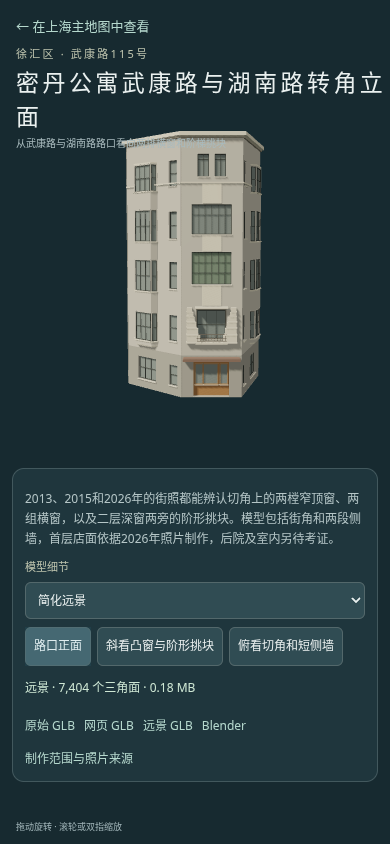 ← 在上海主地图中查看
徐汇区 · 武康路115号
密丹公寓武康路与湖南路转角立
面
从武康路与湖南路路口看
2013、2015和2026年的街照都能辨认切角上的两樘窄顶窗、两
组横窗，以及二层深窗两旁的阶形挑块。模型包括街角和两段侧
墙，首层店面依据2026年照片制作，后院及室内另待考证。
模型细节
简化远景
路口正面 斜看凸窗与阶形挑块 俯看切角和短侧墙
远景 · 7,404 个三角面 · 0.18 MB
原始 GLB 网页 GLB 远景 GLB Blender
制作范围与照片来源
拖动旋转 · 滚轮或双指缩放